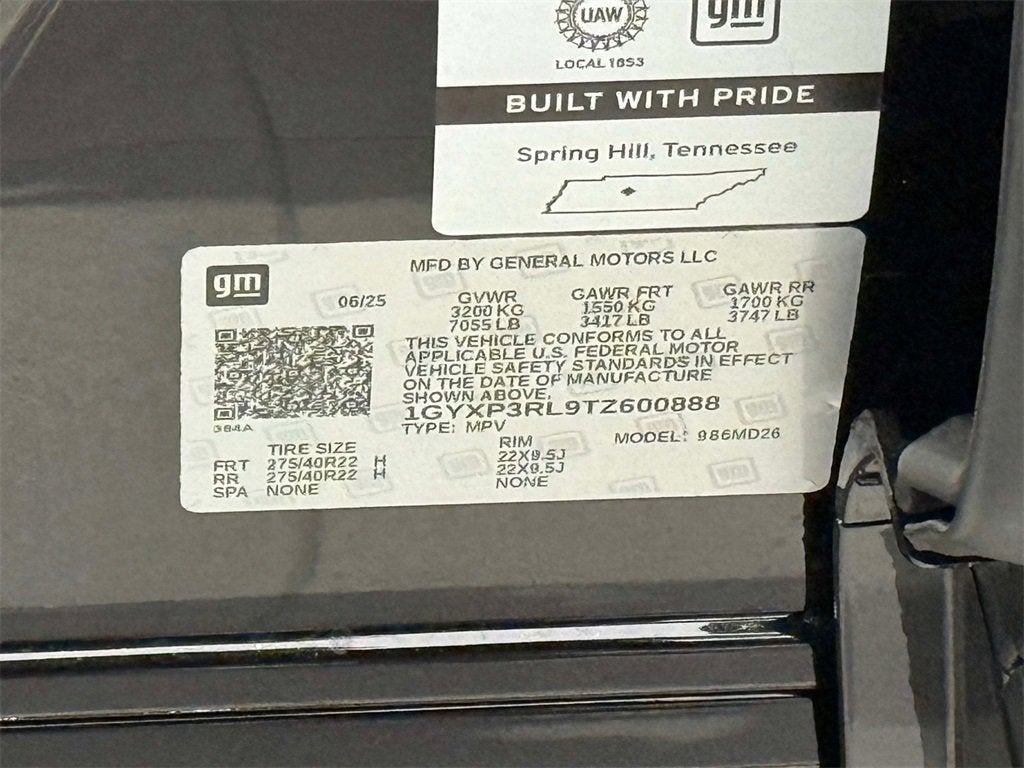 UAW
gm
LOCAL 1853
BUILT WITH PRIDE
Spring Hill, Tennessee
gm
MFD BY GENERAL MOTORS LLC
06/25
GVWR GAWR FRT GAWR RR
3200 KG 1550 KG 1700 KG
7055 LB 3417 LB 3747 LB
THIS VEHICLE CONFORMS TO ALL
APPLICABLE U.S. FEDERAL MOTOR
VEHICLE SAFETY STANDARDS IN EFFECT
ON THE DATE OF MANUFACTURE
SHOWN ABOVE.
1GYXP3RL9TZ600888
TYPE: MPV
MODEL: 986MD26
TIRE SIZE RIM
FRT 275/40R22 H 22X9.5J
RR 275/40R22 H 22X9.5J
SPA NONE NONE